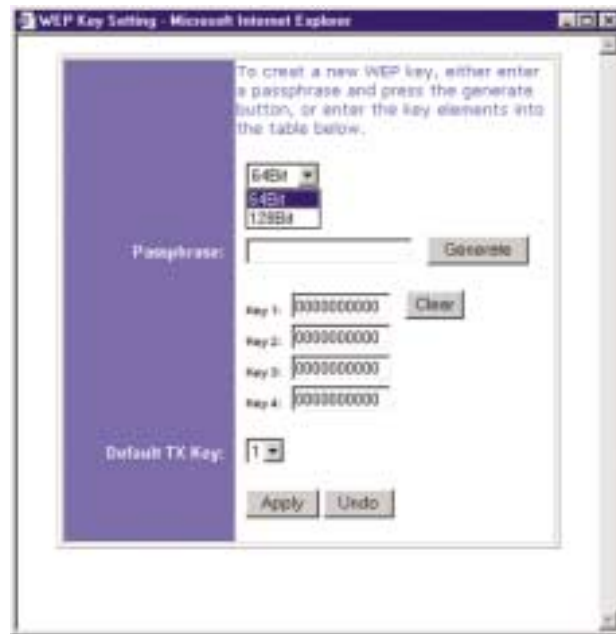 WEP Key Setting - Microsoft Internet Explorer
To creat a new WEP key, either enter
a passphrase and press the generate
button, or enter the key elements into
the table below.
64Bit
64Bit
128Bit
Passphrase:
Generate
Key 1: 0000000000 Clear
Key 2: 0000000000
Key 3: 0000000000
Key 4: 0000000000
Default TX Key: 1
Apply Undo